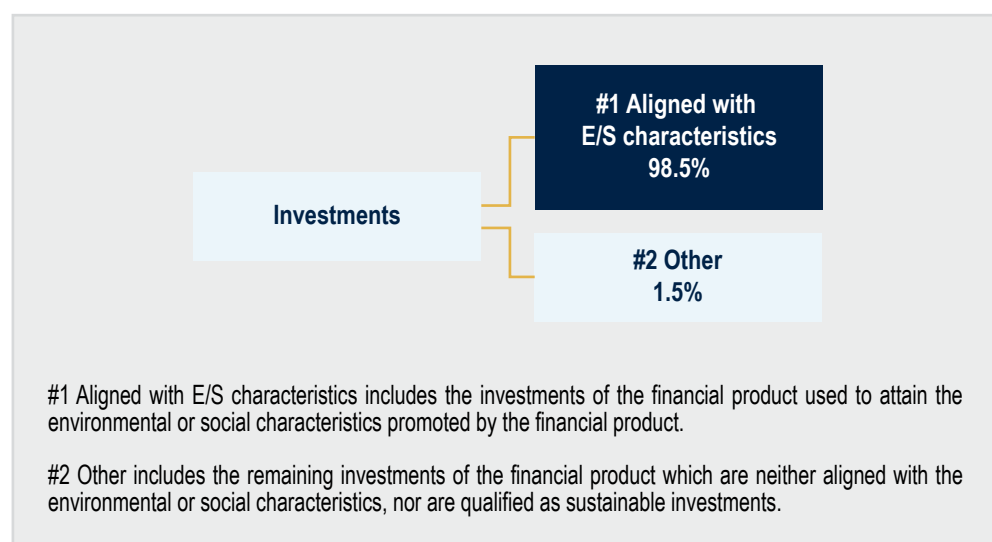 #1 Aligned with
E/S characteristics
98.5%
Investments
#2 Other
1.5%
#1 Aligned with E/S characteristics includes the investments of the financial product used to attain the
environmental or social characteristics promoted by the financial product.
#2 Other includes the remaining investments of the financial product which are neither aligned with the
environmental or social characteristics, nor are qualified as sustainable investments.